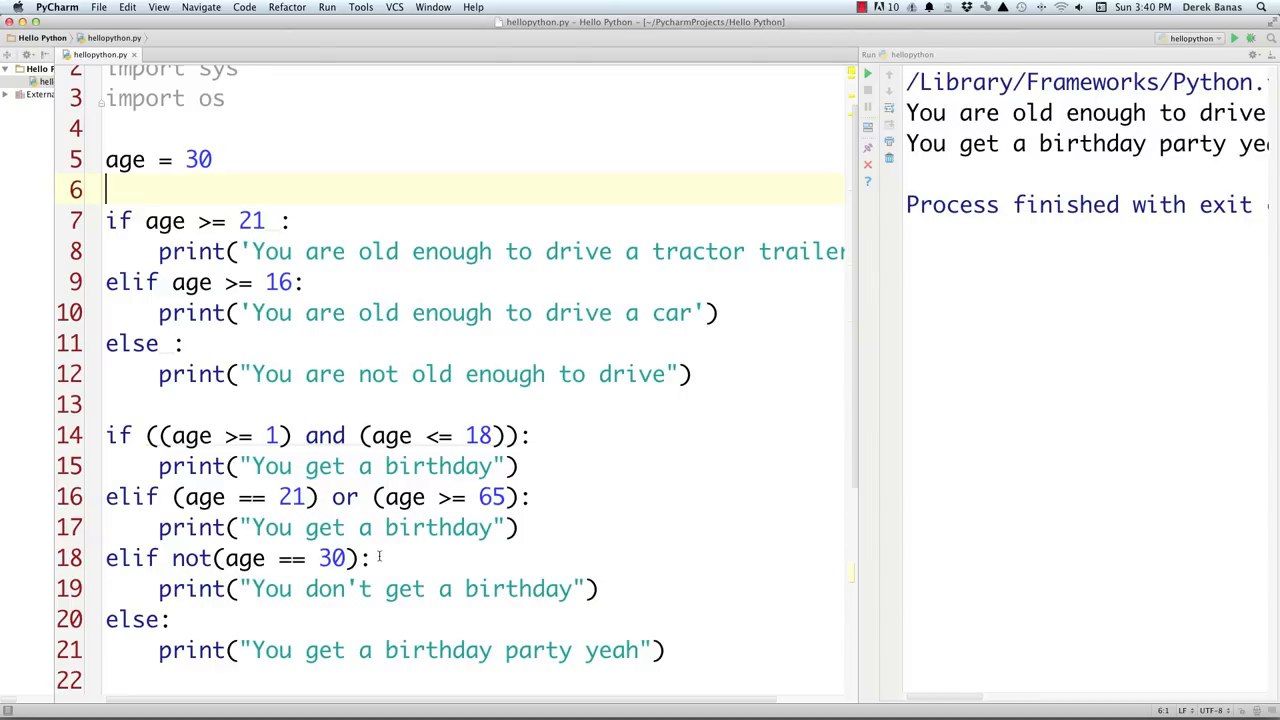 PyCharm File Edit View Navigate Code Refactor Run Tools VCS Window Help 10 Sun 3:40 PM Derek Banas
hellopython.py - Hello Python - [~/PycharmProjects/Hello Python]
Hello Python hellopython.py hellopython
hellopython.py Run hellopython
Hello P
hell
Externa
2 import sys
3 import os
4
5 age = 30
6
7 if age >= 21 :
8 print('You are old enough to drive a tractor trailer
9 elif age >= 16:
10 print('You are old enough to drive a car')
11 else :
12 print("You are not old enough to drive")
13
14 if ((age >= 1) and (age <= 18)):
15 print("You get a birthday")
16 elif (age == 21) or (age >= 65):
17 print("You get a birthday")
18 elif not(age == 30):
19 print("You don't get a birthday")
20 else:
21 print("You get a birthday party yeah")
22
/Library/Frameworks/Python.
You are old enough to drive
You get a birthday party yea
Process finished with exit
6:1 LF UTF-8